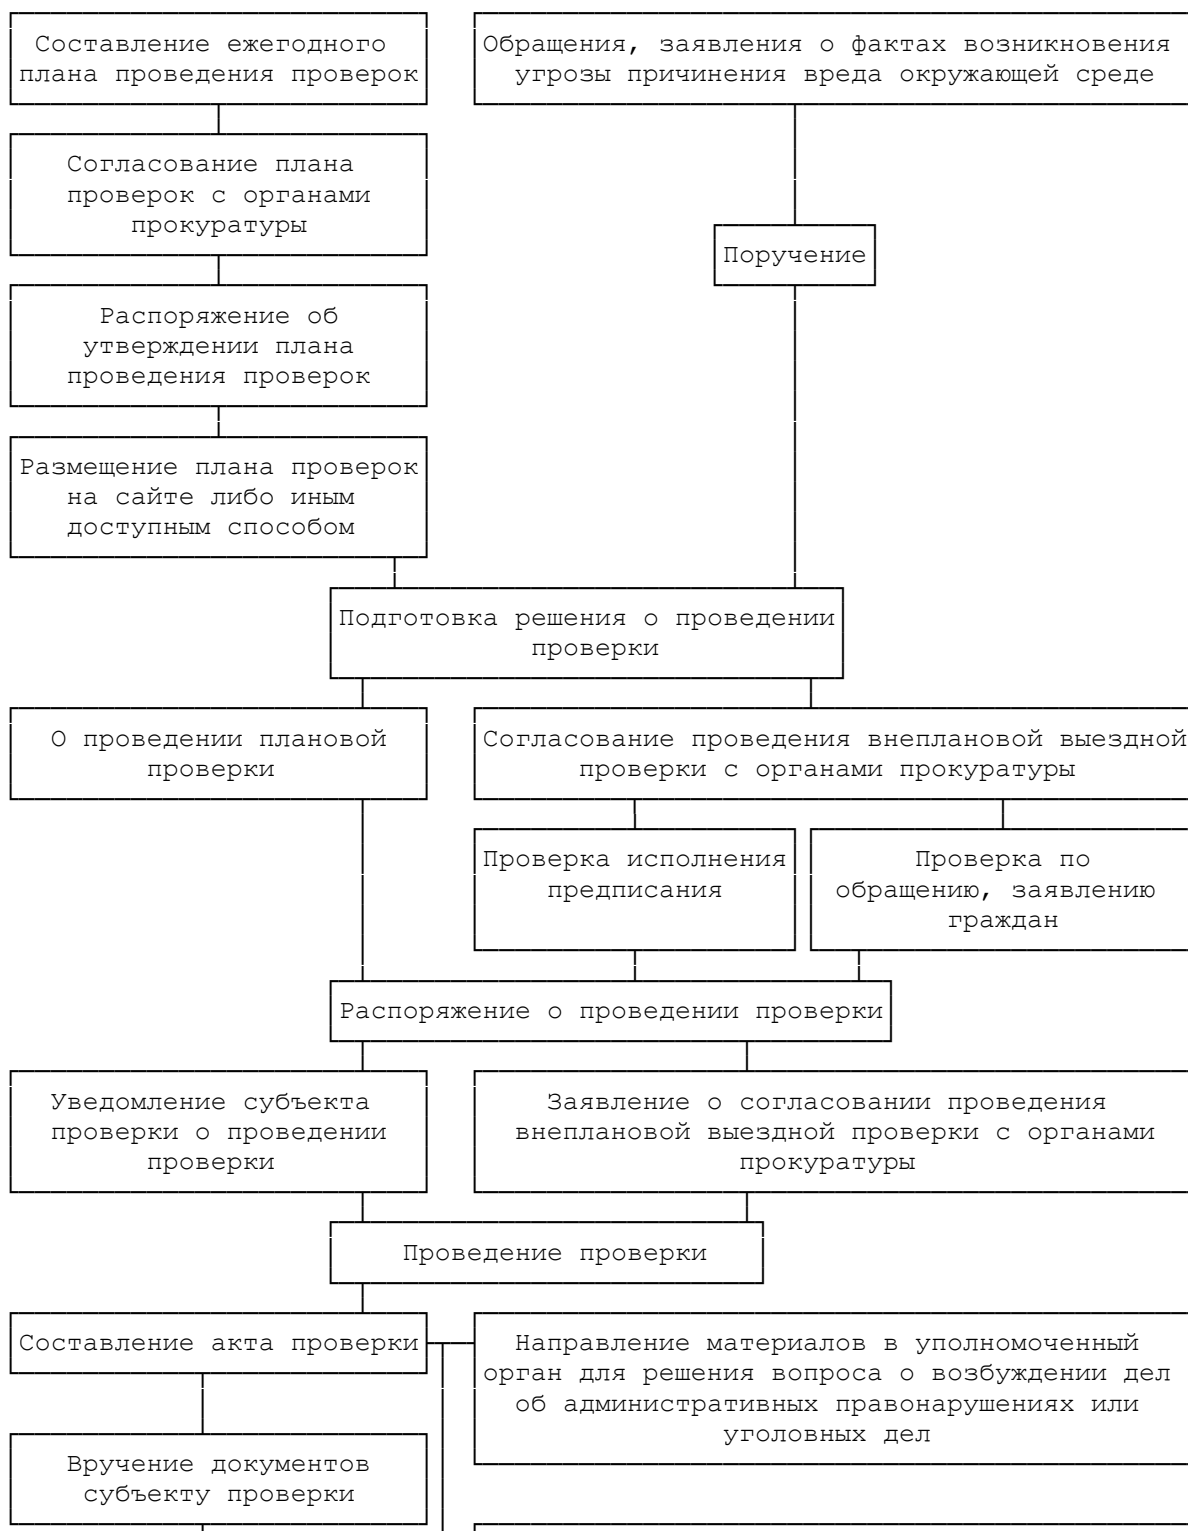 Составление ежегодного
плана проведения проверок
Обращения, заявления о фактах возникновения
угрозы причинения вреда окружающей среде
Согласование плана
проверок с органами
прокуратуры
Поручение
Распоряжение об
утверждении плана
проведения проверок
Размещение плана проверок
на сайте либо иным
доступным способом
Подготовка решения о проведении
проверки
О проведении плановой
проверки
Согласование проведения внеплановой выездной
проверки с органами прокуратуры
Проверка исполнения
предписания
Проверка по
обращению, заявлению
граждан
Распоряжение о проведении проверки
Уведомление субъекта
проверки о проведении
проверки
Заявление о согласовании проведения
внеплановой выездной проверки с органами
прокуратуры
Проведение проверки
Составление акта проверки
Направление материалов в уполномоченный
орган для решения вопроса о возбуждении дел
об административных правонарушениях или
уголовных дел
Вручение документов
субъекту проверки